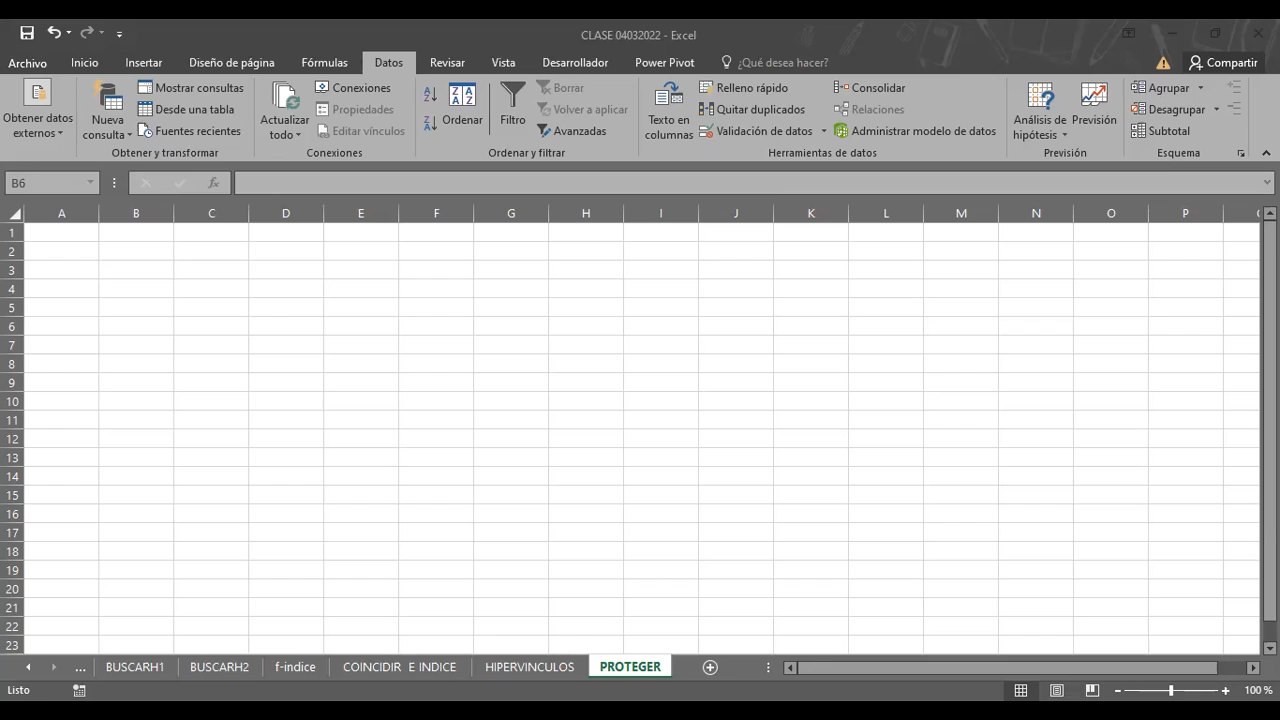 CLASE 04032022 - Excel
Archivo Inicio Insertar Diseño de página Fórmulas Datos Revisar Vista Desarrollador Power Pivot ¿Qué desea hacer? Compartir
Obtener datos externos
Nueva consulta
Mostrar consultas
Desde una tabla
Fuentes recientes
Obtener y transformar
Actualizar todo
Conexiones
Propiedades
Editar vínculos
Conexiones
Ordenar
Filtro
Borrar
Volver a aplicar
Avanzadas
Ordenar y filtrar
Texto en columnas
Relleno rápido
Quitar duplicados
Validación de datos
Consolidar
Relaciones
Administrar modelo de datos
Herramientas de datos
Análisis de hipótesis
Previsión
Previsión
Agrupar
Desagrupar
Subtotal
Esquema
B6 fx
A B C D E F G H I J K L M N O P
1
2
3
4
5
6
7
8
9
10
11
12
13
14
15
16
17
18
19
20
21
22
23
... BUSCARH1 BUSCARH2 f-indice COINCIDIR E INDICE HIPERVINCULOS PROTEGER
Listo 100 %